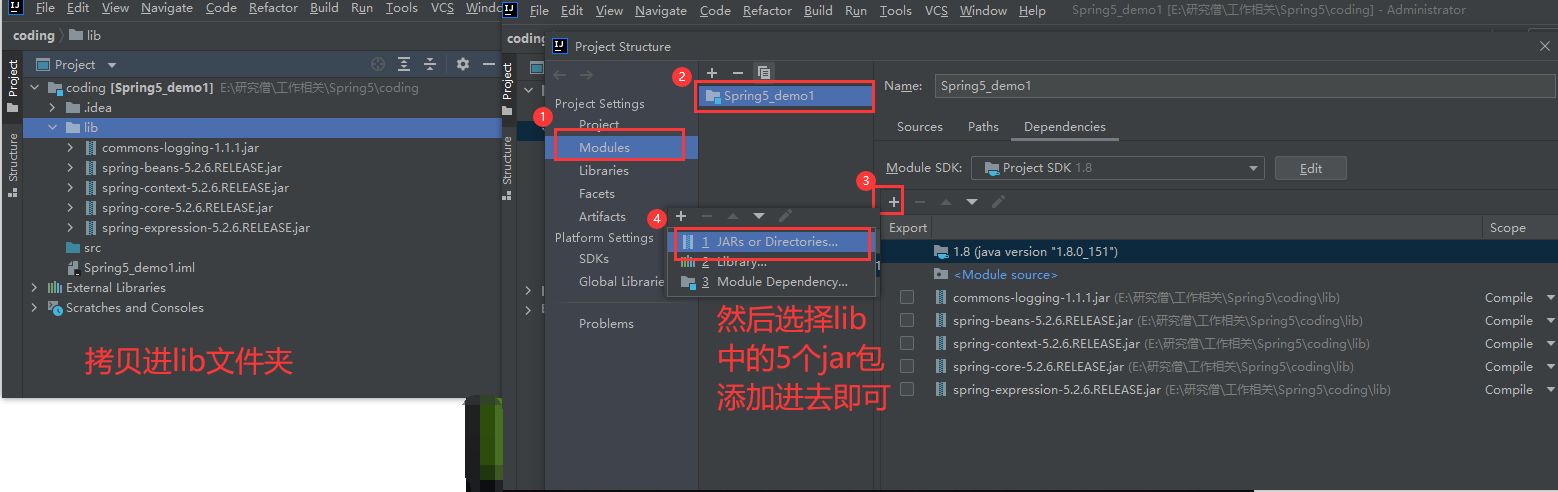 File Edit View Navigate Code Refactor Build Run Tools VCS Windo
coding lib
Project
Project
Structure
coding [Spring5_demo1] E:\研究僧\工作相关\Spring5\coding
.idea
lib
commons-logging-1.1.1.jar
spring-beans-5.2.6.RELEASE.jar
spring-context-5.2.6.RELEASE.jar
spring-core-5.2.6.RELEASE.jar
spring-expression-5.2.6.RELEASE.jar
src
Spring5_demo1.iml
External Libraries
Scratches and Consoles
拷贝进lib文件夹
File Edit View Navigate Code Refactor Build Run Tools VCS Window Help Spring5_demo1 [E:\研究僧\工作相关\Spring5\coding] - Administrator
coding
Project
Structure
Project Structure
Project Settings
1
Project
Modules
Libraries
Facets
Artifacts
Platform Settings
SDKs
Global Librarie
Problems
2
Spring5_demo1
Name: Spring5_demo1
Sources Paths Dependencies
Module SDK: Project SDK 1.8 Edit
3
4
1 JARs or Directories...
2 Library...
3 Module Dependency...
Export Scope
1.8 (java version "1.8.0_151")
<Module source>
commons-logging-1.1.1.jar (E:\研究僧\工作相关\Spring5\coding\lib) Compile
spring-beans-5.2.6.RELEASE.jar (E:\研究僧\工作相关\Spring5\coding\lib) Compile
spring-context-5.2.6.RELEASE.jar (E:\研究僧\工作相关\Spring5\coding\lib) Compile
spring-core-5.2.6.RELEASE.jar (E:\研究僧\工作相关\Spring5\coding\lib) Compile
spring-expression-5.2.6.RELEASE.jar (E:\研究僧\工作相关\Spring5\coding\lib) Compile
然后选择lib
中的5个jar包
添加进去即可